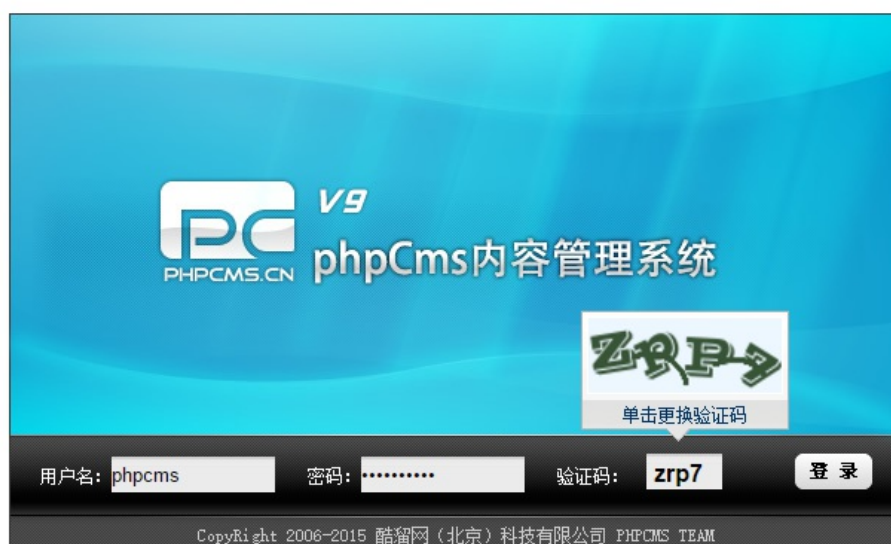 V9
PHPCMS.CN
phpCms内容管理系统
ZRP7
单击更换验证码
用户名: phpcms 密码: •••••••••• 验证码: zrp7 登 录
CopyRight 2006-2015 酷溜网（北京）科技有限公司 PHPCMS TEAM